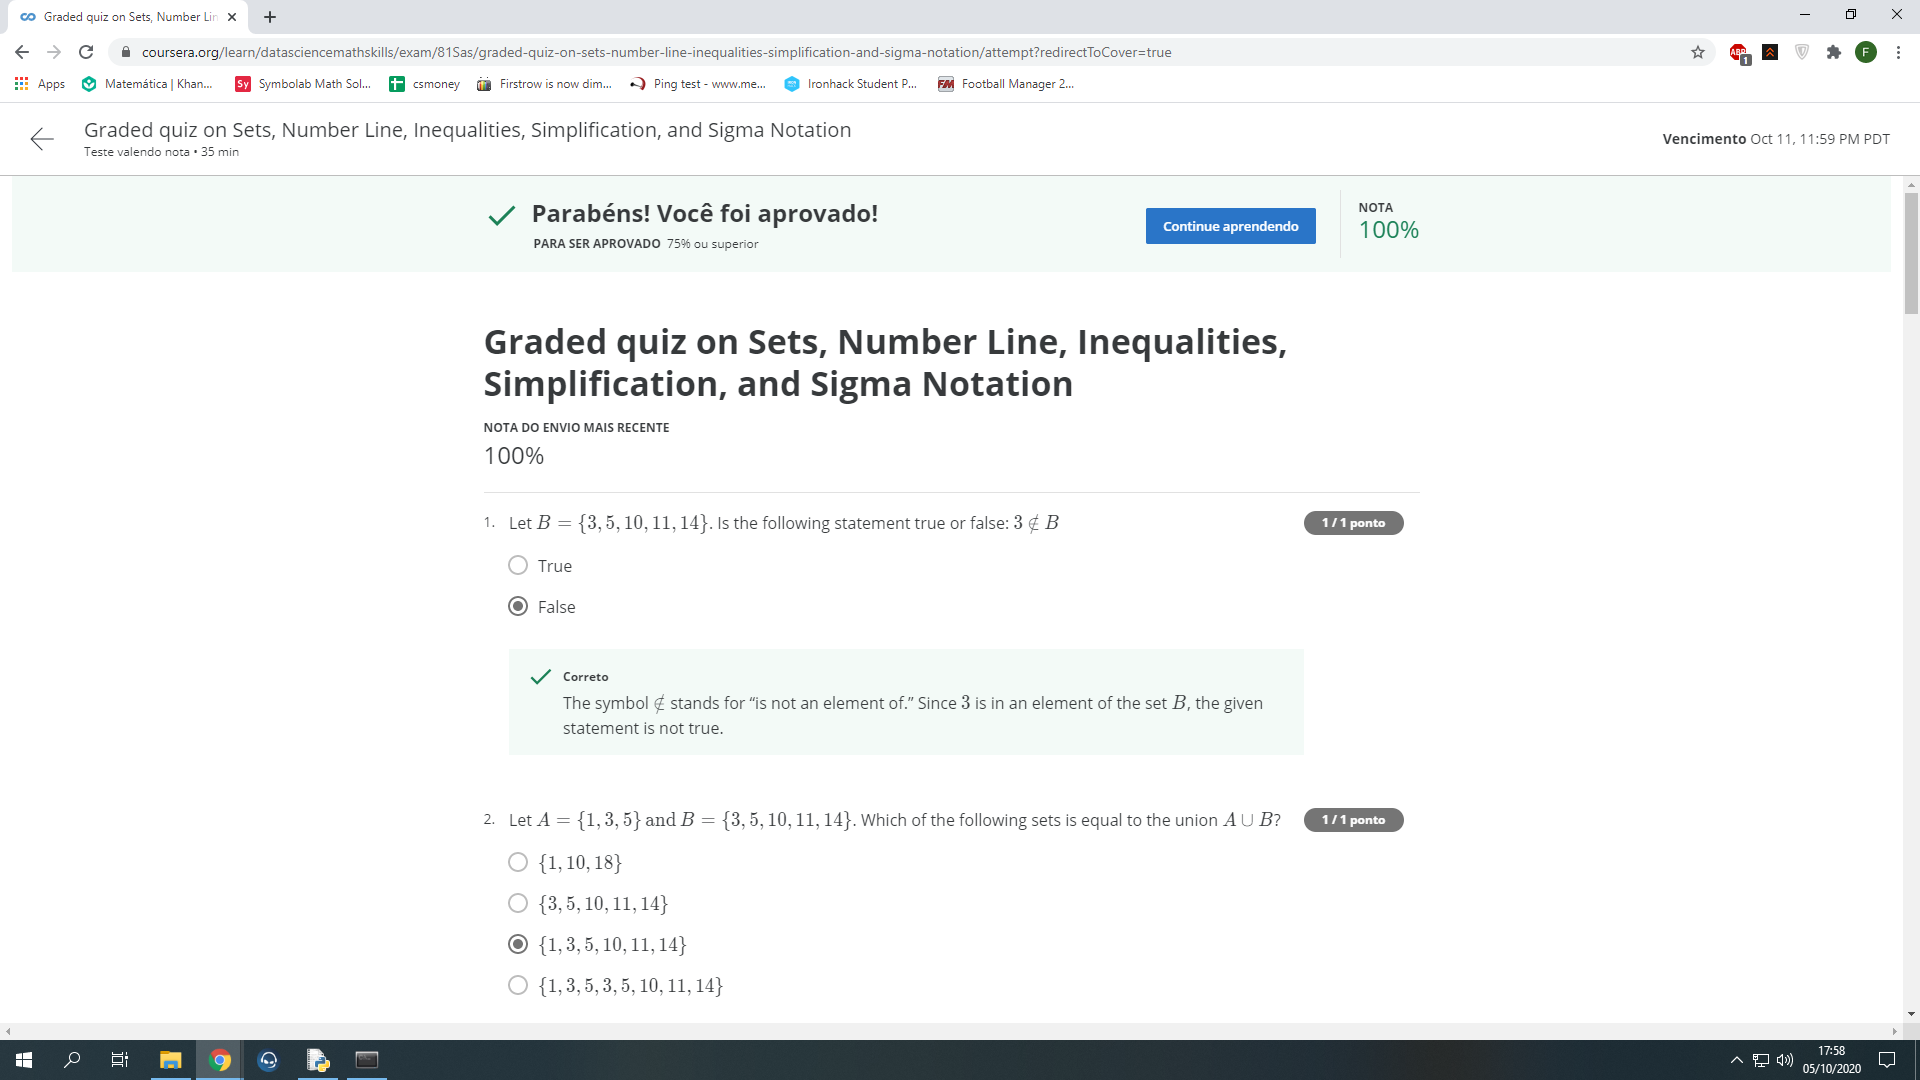 Graded quiz on Sets, Number Lin
coursera.org/learn/datasciencemathskills/exam/81Sas/graded-quiz-on-sets-number-line-inequalities-simplification-and-sigma-notation/attempt?redirectToCover=true
ABP 1 F
Apps Matemática | Khan... Sy Symbolab Math Sol... csmoney Firstrow is now dim... Ping test - www.me... Ironhack Student P... FM Football Manager 2...
Graded quiz on Sets, Number Line, Inequalities, Simplification, and Sigma Notation
Teste valendo nota • 35 min
Vencimento Oct 11, 11:59 PM PDT
Parabéns! Você foi aprovado!
PARA SER APROVADO 75% ou superior
Continue aprendendo
NOTA
100%
Graded quiz on Sets, Number Line, Inequalities,
Simplification, and Sigma Notation
NOTA DO ENVIO MAIS RECENTE
100%
1. Let B = {3, 5, 10, 11, 14}. Is the following statement true or false: 3 ∉ B
1 / 1 ponto
True
False
Correto
The symbol ∉ stands for “is not an element of.” Since 3 is in an element of the set B, the given
statement is not true.
2. Let A = {1, 3, 5} and B = {3, 5, 10, 11, 14}. Which of the following sets is equal to the union A ∪ B?
1 / 1 ponto
{1, 10, 18}
{3, 5, 10, 11, 14}
{1, 3, 5, 10, 11, 14}
{1, 3, 5, 3, 5, 10, 11, 14}
17:58
05/10/2020